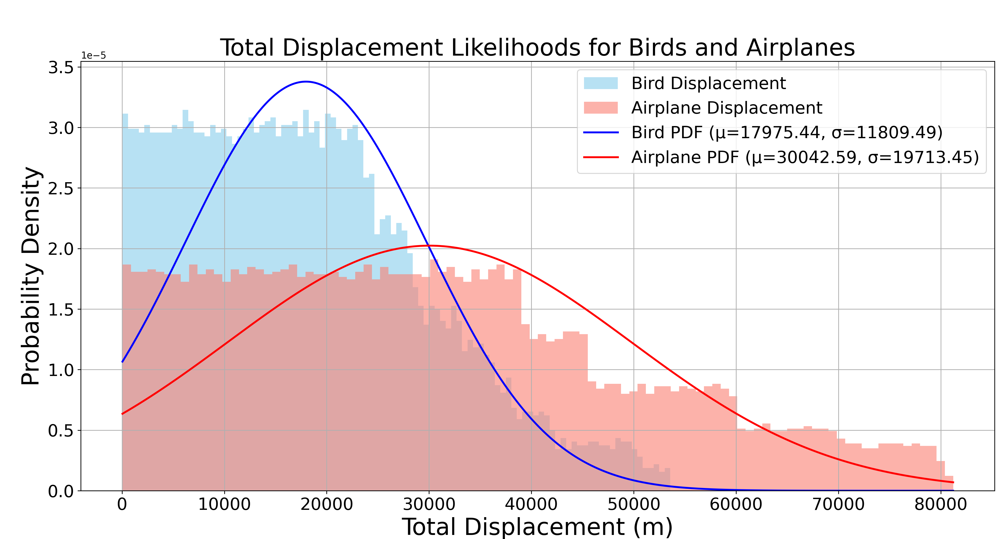 Total Displacement Likelihoods for Birds and Airplanes
1e−5
3.5
3.0
2.5
2.0
1.5
1.0
0.5
0.0
Probability Density
Bird Displacement
Airplane Displacement
Bird PDF (μ=17975.44, σ=11809.49)
Airplane PDF (μ=30042.59, σ=19713.45)
0 10000 20000 30000 40000 50000 60000 70000 80000
Total Displacement (m)